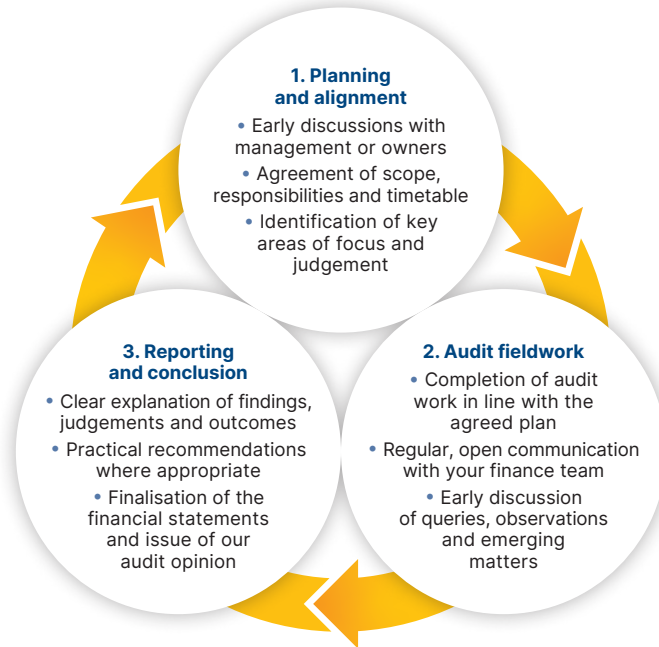 1. Planning
and alignment
• Early discussions with
management or owners
• Agreement of scope,
responsibilities and timetable
• Identification of key
areas of focus and
judgement
2. Audit fieldwork
• Completion of audit
work in line with the
agreed plan
• Regular, open communication
with your finance team
• Early discussion
of queries, observations
and emerging
matters
3. Reporting
and conclusion
• Clear explanation of findings,
judgements and outcomes
• Practical recommendations
where appropriate
• Finalisation of the
financial statements
and issue of our
audit opinion